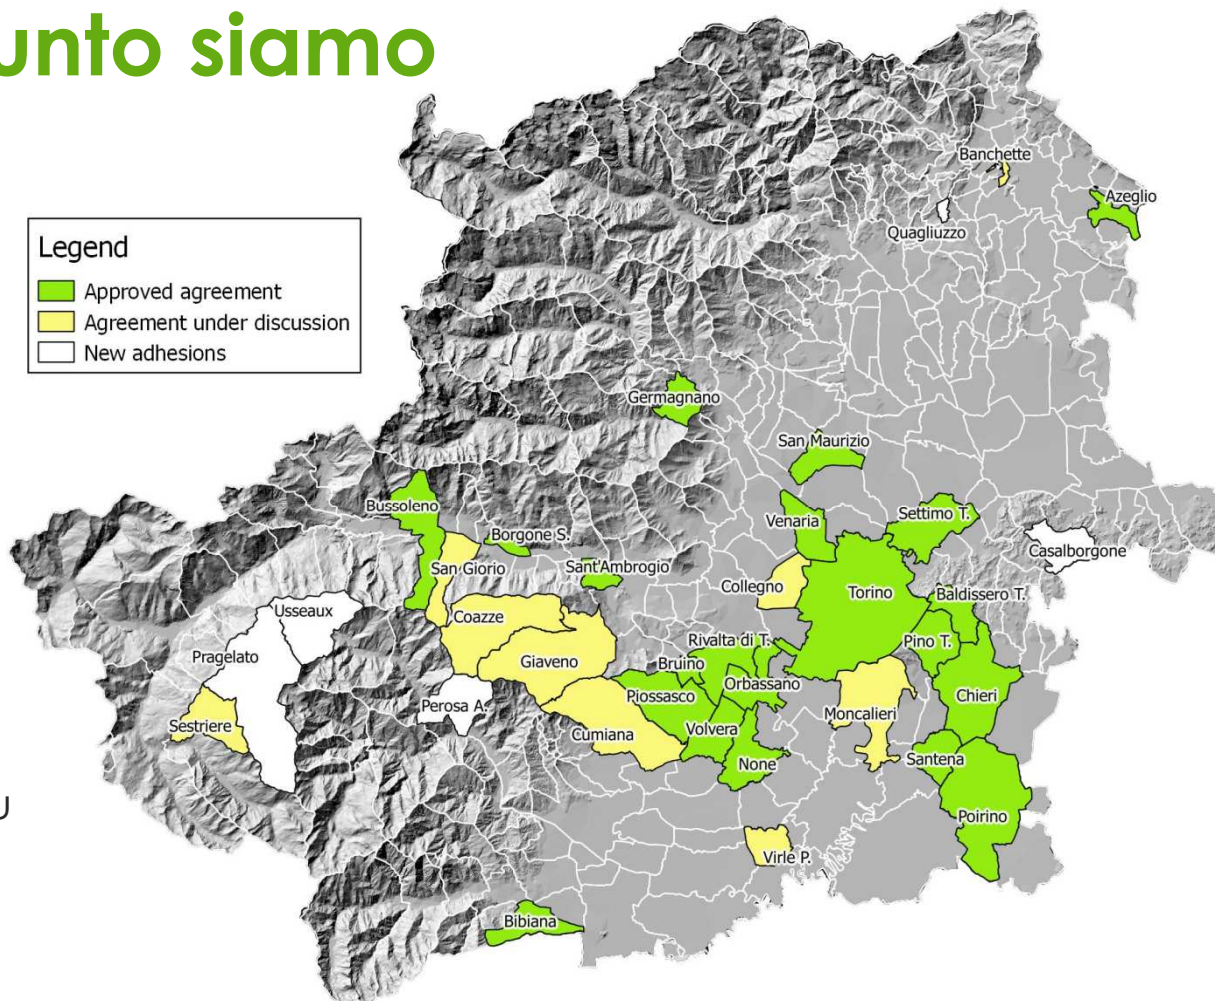 unto siamo
Legend
Approved agreement
Agreement under discussion
New adhesions
Banchette
Azeglio
Quagliuzzo
Germagnano
San Maurizio
Bussoleno
Venaria
Settimo T.
Borgone S.
Casalborgone
San Giorio
Sant'Ambrogio
Collegno
Torino
Baldissero T.
Usseaux
Coazze
Rivalta di T.
Pino T.
Pragelato
Giaveno
Bruino
Orbassano
Chieri
Piossasco
Perosa A.
Moncalieri
Sestriere
Cumiana
Volvera
None
Santena
U
Poirino
Virle P.
Bibiana